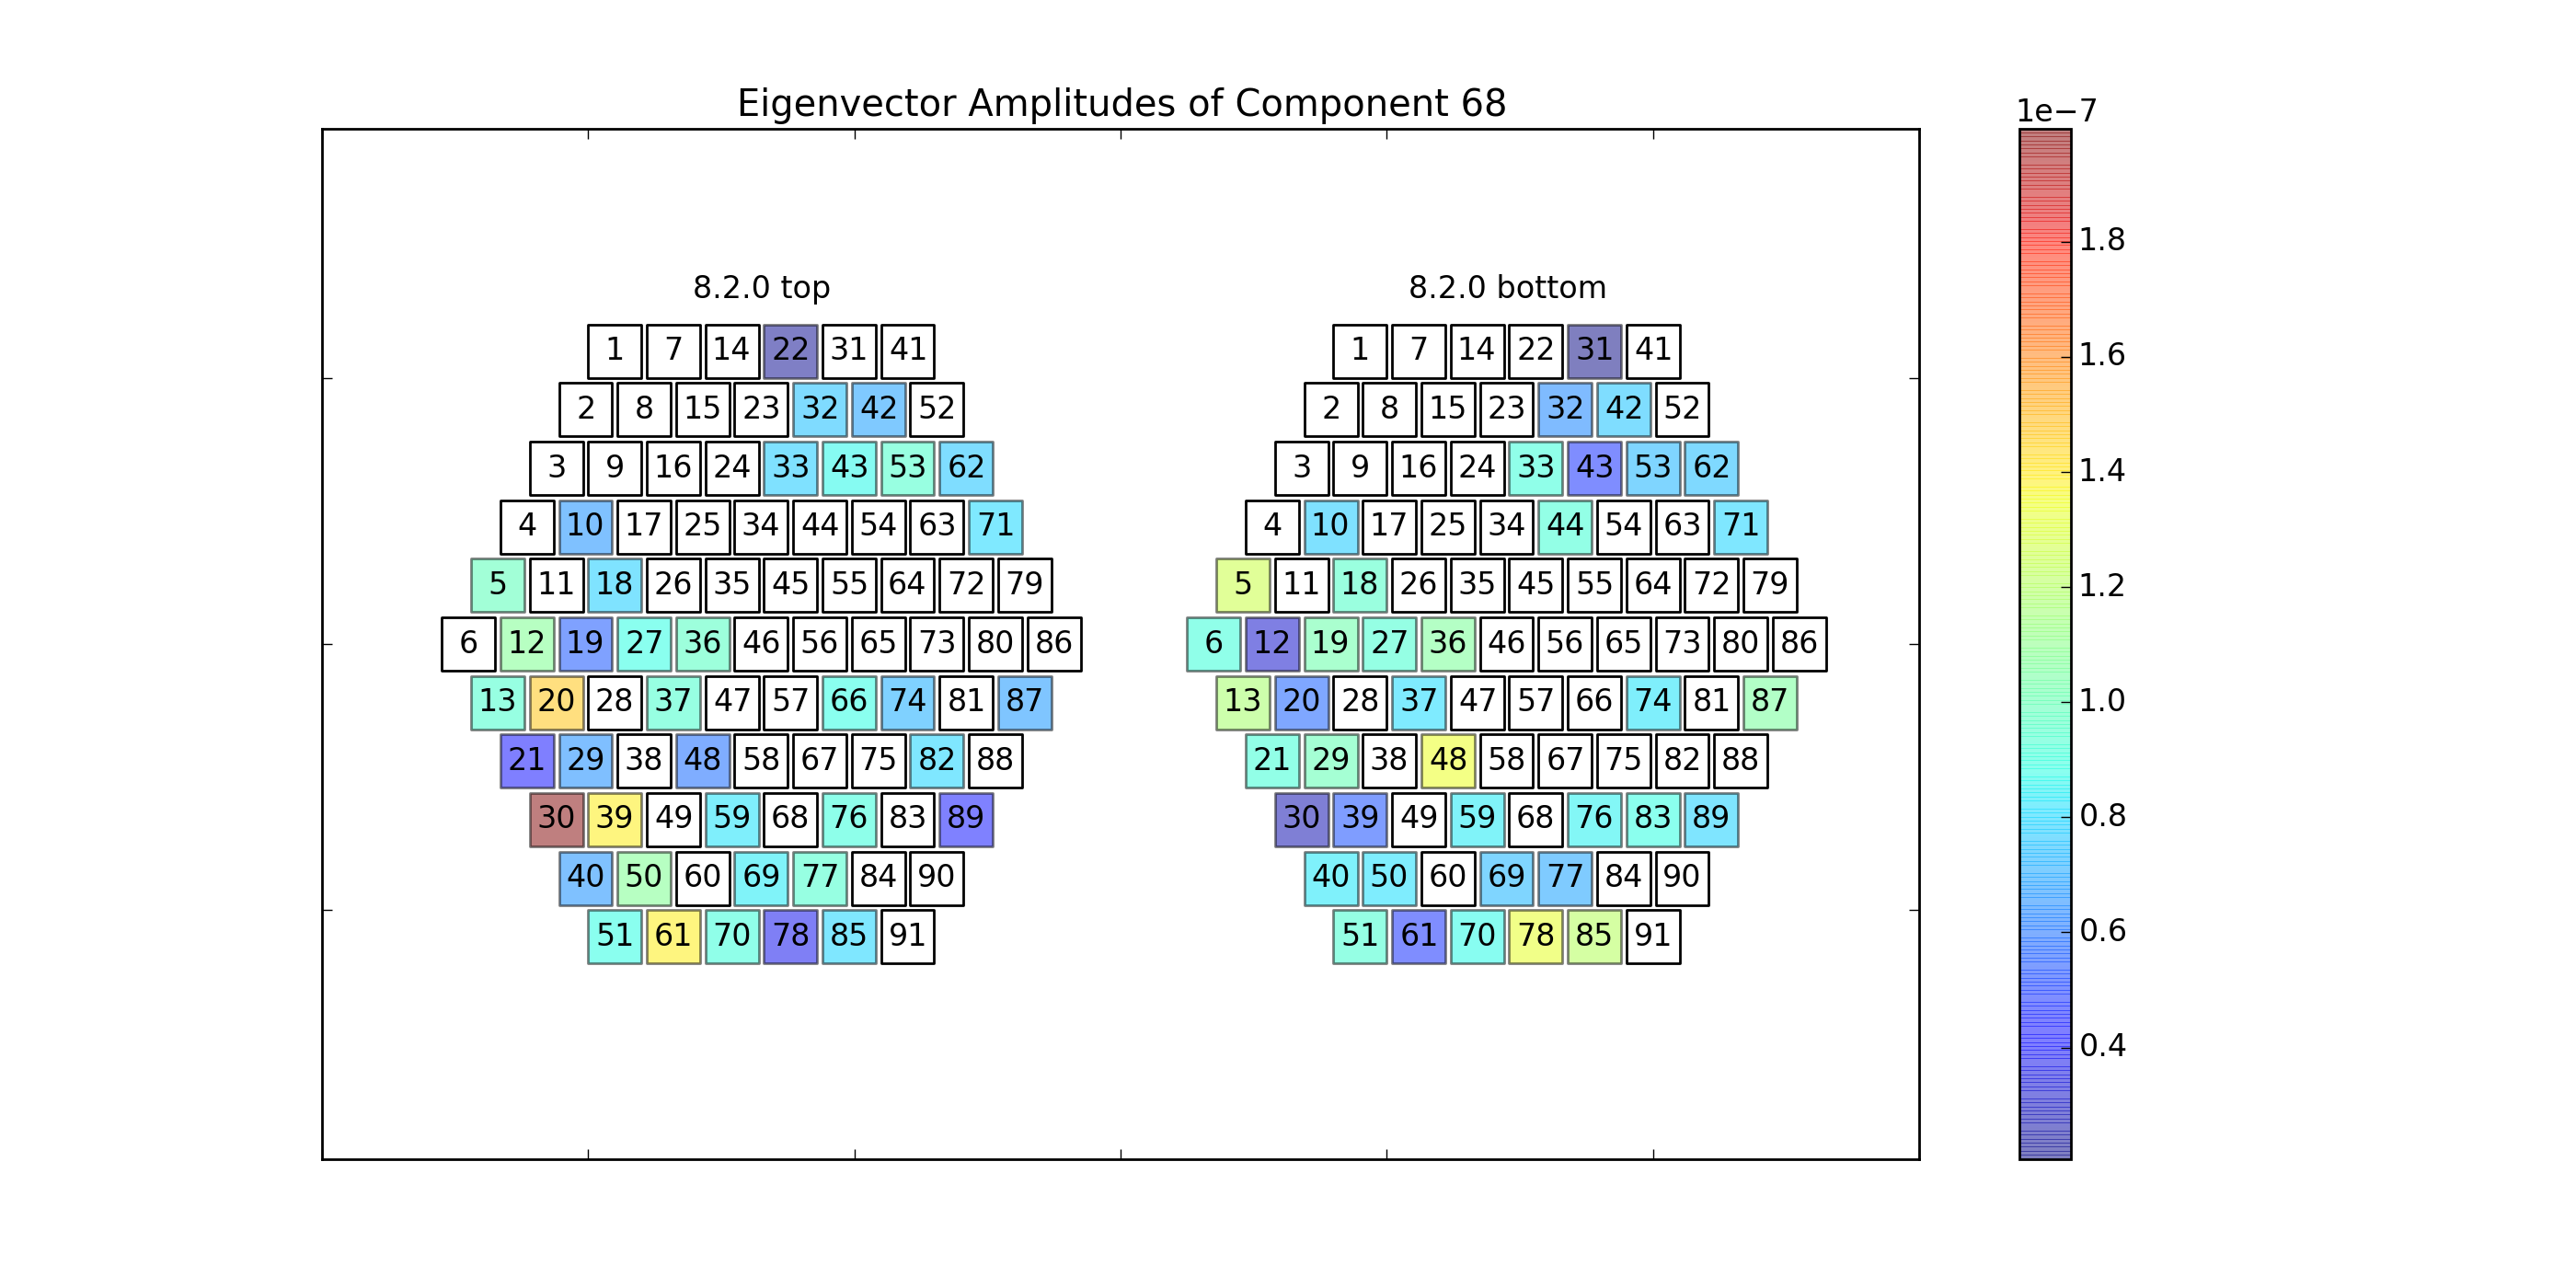 Eigenvector Amplitudes of Component 68
1e−7
8.2.0 top
8.2.0 bottom
1 7 14 22 31 41 1 7 14 22 31 41
2 8 15 23 32 42 52 2 8 15 23 32 42 52
3 9 16 24 33 43 53 62 3 9 16 24 33 43 53 62
4 10 17 25 34 44 54 63 71 4 10 17 25 34 44 54 63 71
5 11 18 26 35 45 55 64 72 79 5 11 18 26 35 45 55 64 72 79
6 12 19 27 36 46 56 65 73 80 86 6 12 19 27 36 46 56 65 73 80 86
13 20 28 37 47 57 66 74 81 87 13 20 28 37 47 57 66 74 81 87
21 29 38 48 58 67 75 82 88 21 29 38 48 58 67 75 82 88
30 39 49 59 68 76 83 89 30 39 49 59 68 76 83 89
40 50 60 69 77 84 90 40 50 60 69 77 84 90
51 61 70 78 85 91 51 61 70 78 85 91
1.8
1.6
1.4
1.2
1.0
0.8
0.6
0.4